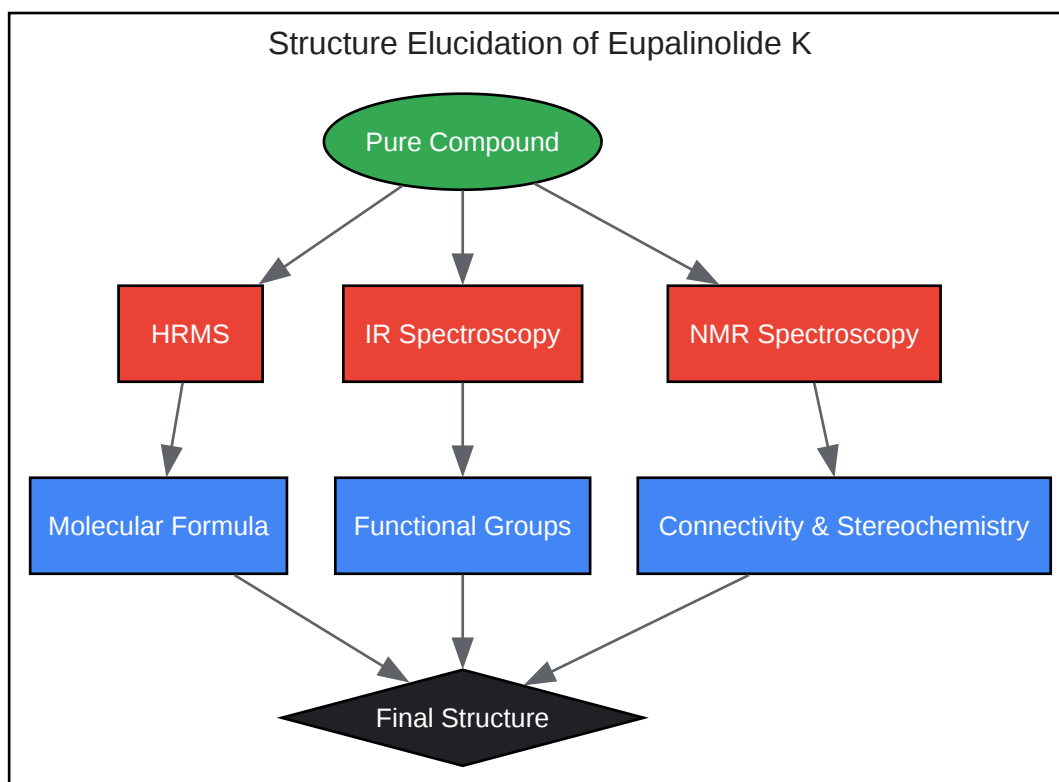 Structure Elucidation of Eupalinolide K
Pure Compound
HRMS
IR Spectroscopy
NMR Spectroscopy
Molecular Formula
Functional Groups
Connectivity & Stereochemistry
Final Structure